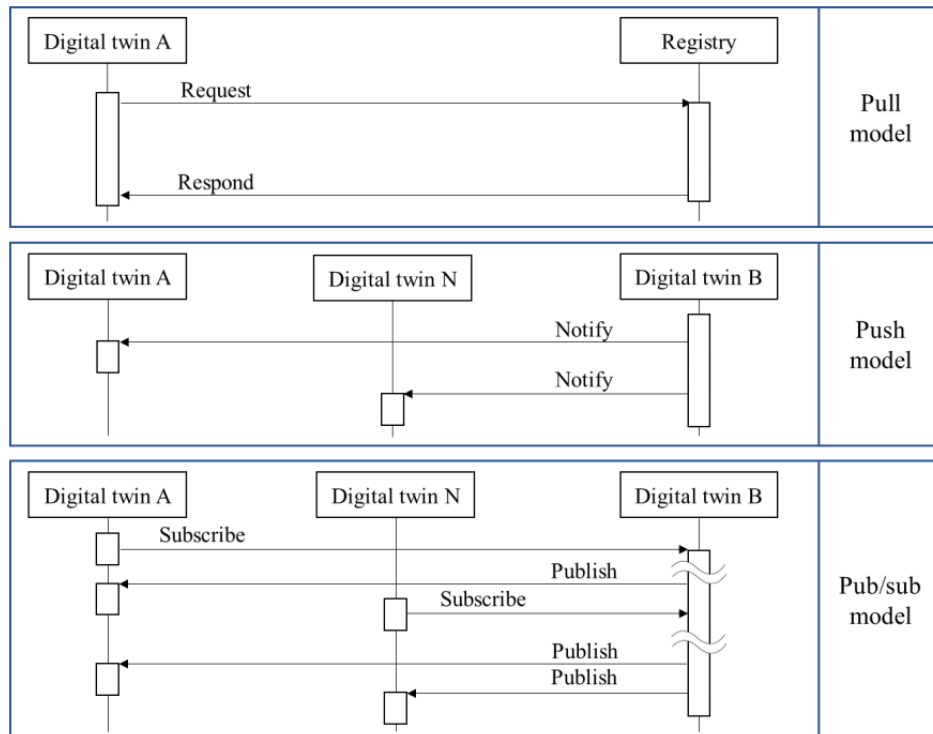 Digital twin A
Registry
Request
Respond
Pull
model
Digital twin A
Digital twin N
Digital twin B
Notify
Notify
Push
model
Digital twin A
Digital twin N
Digital twin B
Subscribe
Publish
Subscribe
Publish
Publish
Pub/sub
model